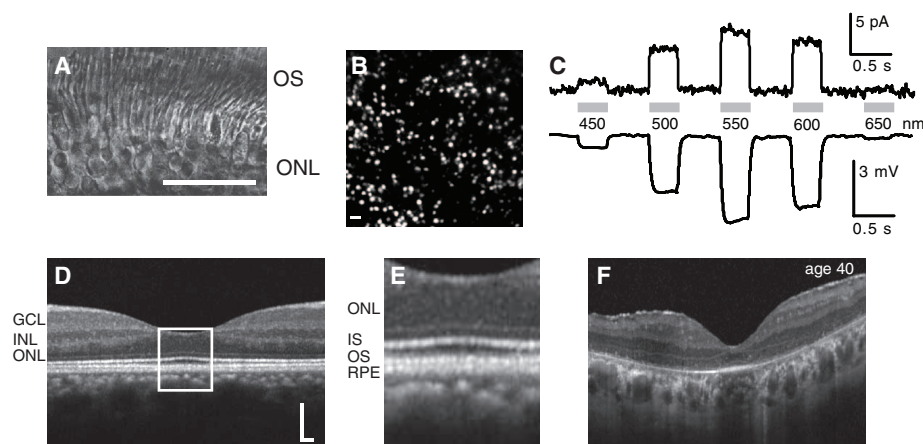 A
OS
ONL
B
C
5 pA
0.5 s
450 500 550 600 650 nm
3 mV
0.5 s
D
GCL
INL
ONL
E
ONL
IS
OS
RPE
F
age 40